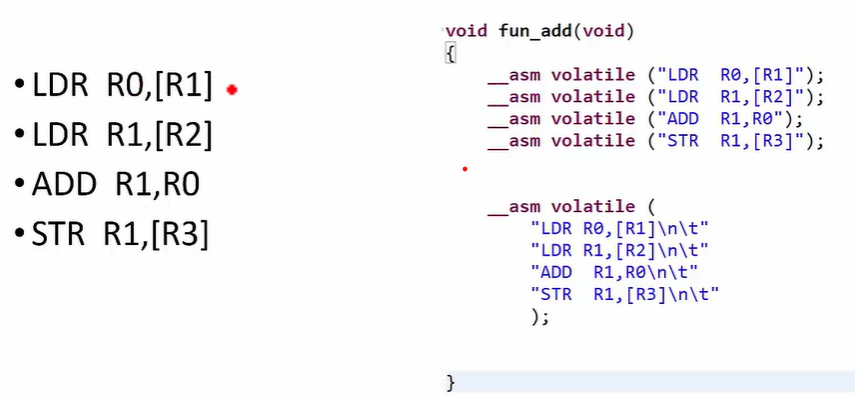 • LDR R0,[R1]
• LDR R1,[R2]
• ADD R1,R0
• STR R1,[R3]
void fun_add(void)
{
__asm volatile ("LDR  R0,[R1]");
__asm volatile ("LDR  R1,[R2]");
__asm volatile ("ADD  R1,R0");
__asm volatile ("STR  R1,[R3]");
__asm volatile (
"LDR R0,[R1]\n\t"
"LDR R1,[R2]\n\t"
"ADD  R1,R0\n\t"
"STR  R1,[R3]\n\t"
);
}